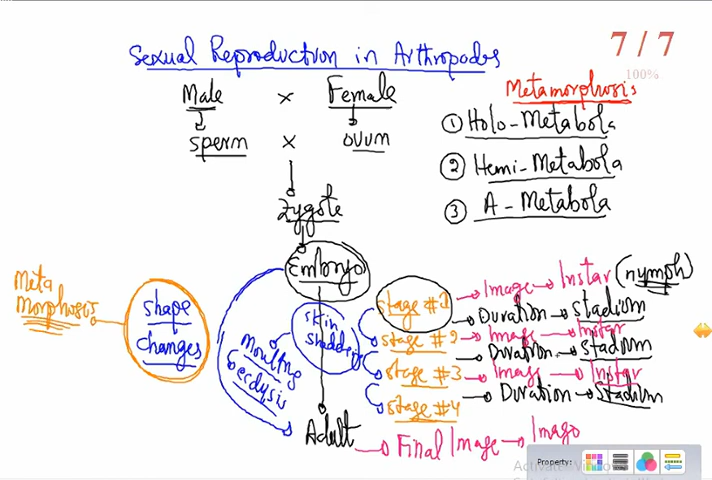 Sexual Reproduction in Arthropodes
7 / 7
100%
Male × Female
sperm × ovum
Zygote
Embryo
Metamorphosis
① Holo-Metabola
② Hemi-Metabola
③ A-Metabola
Meta
Morphosis
shape
changes
skin
shedding
Moulting
ecdysis
stage #1
Image Instar (nymph)
Duration stadium
stage #2
Image Instar
Duration stadium
stage #3
Image Instar
Duration stadium
stage #4
Adult
Final Image Imago
Property: